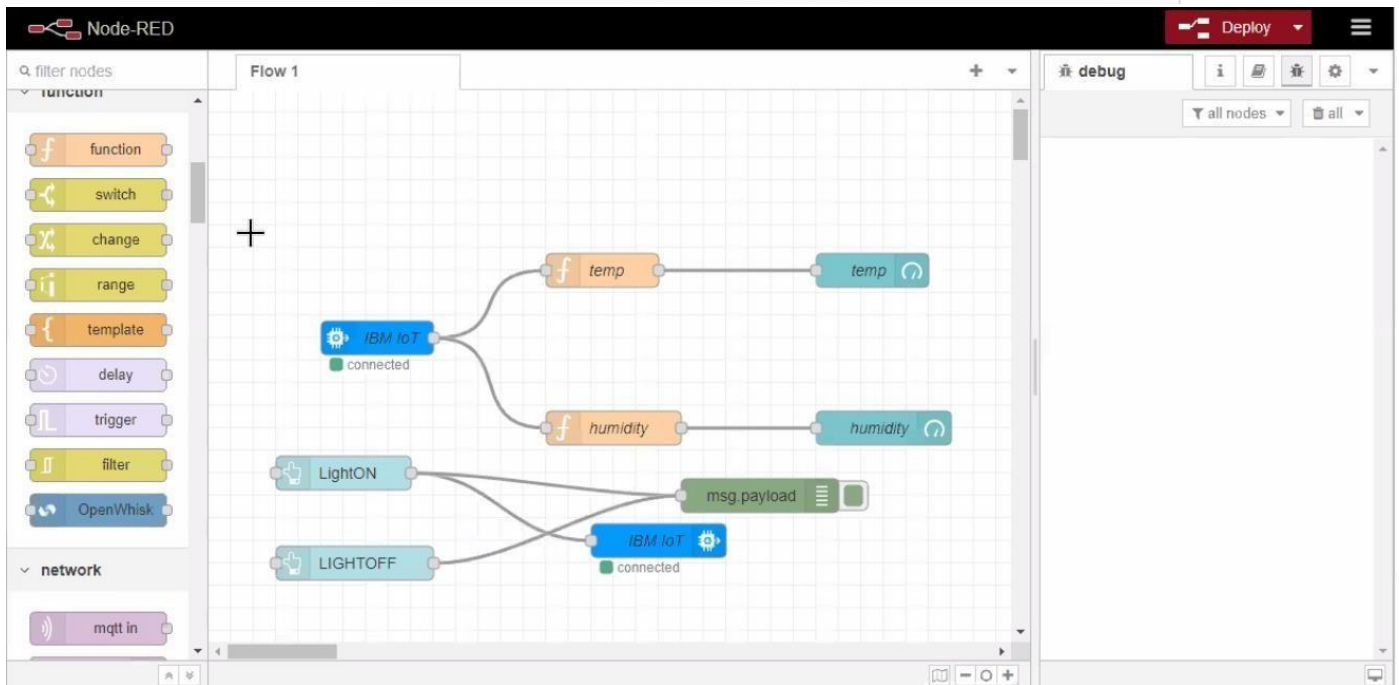 Node-RED
Deploy
filter nodes
Flow 1
debug
i
all nodes
all
function
function
switch
change
range
template
delay
trigger
filter
OpenWhisk
network
mqtt in
temp
temp
IBM IoT
connected
humidity
humidity
LightON
msg.payload
IBM IoT
connected
LIGHTOFF